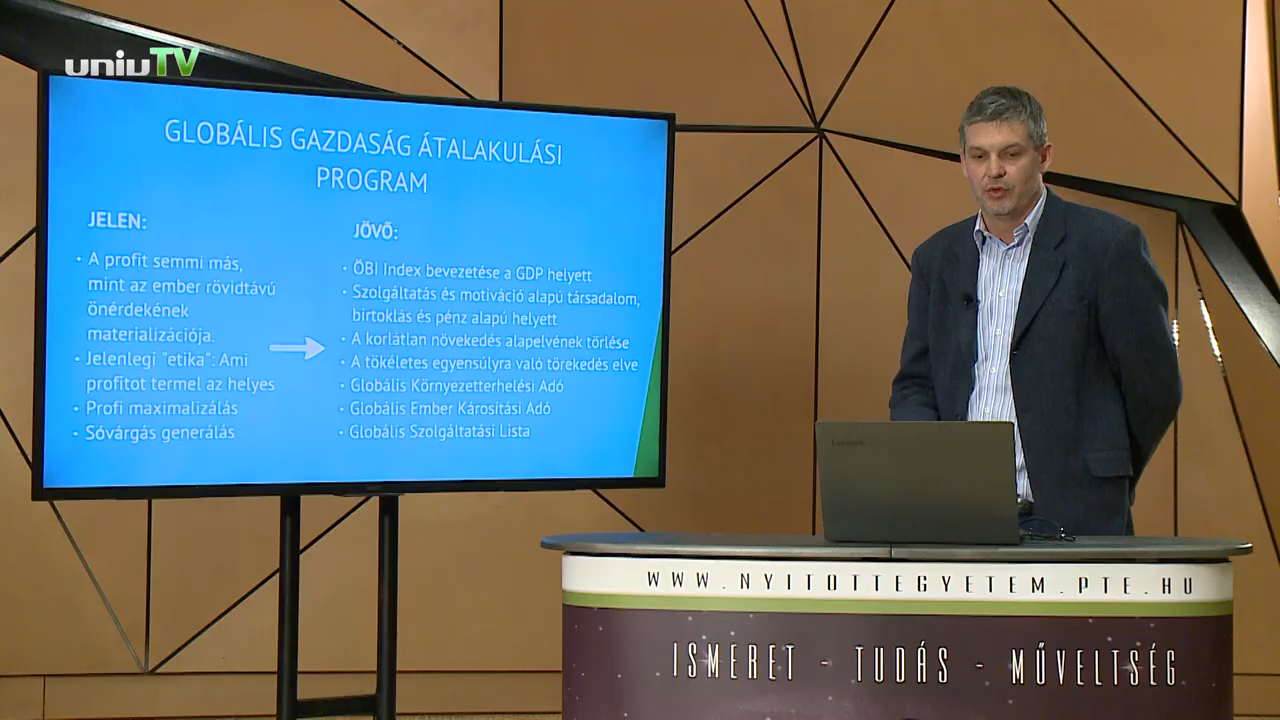 uniuTV
GLOBÁLIS GAZDASÁG ÁTALAKULÁSI
PROGRAM
JELEN:
• A profit semmi más,
mint az ember rövidtávú
önérdekének
materializációja.
• Jelenlegi "etika": Ami
profitot termel az helyes
• Profi maximalizálás
• Sóvárgás generálás
JÖVŐ:
• ÖBI Index bevezetése a GDP helyett
• Szolgáltatás és motiváció alapú társadalom,
birtoklás és pénz alapú helyett
• A korlátlan növekedés alapelvének törlése
• A tökéletes egyensúlyra való törekedés elve
• Globális Környezetterhelési Adó
• Globális Ember Károsítási Adó
• Globális Szolgáltatási Lista
Lenovo
WWW.NYITOTTEGYETEM.PTE.HU
ISMERET - TUDÁS - MŰVELTSÉG